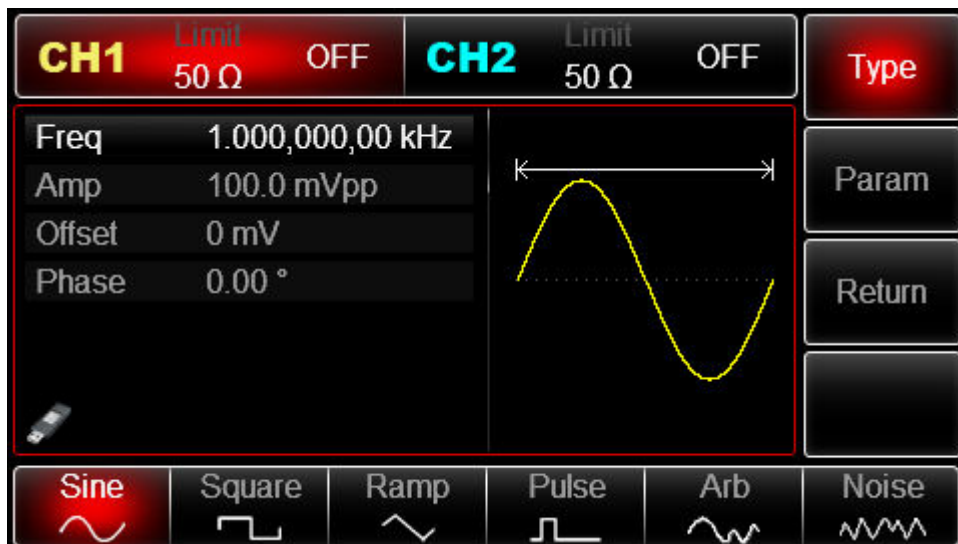 CH1 Limit 50 Ω OFF
CH2 Limit 50 Ω OFF
Type
Freq 1.000,000,00 kHz
Amp 100.0 mVpp
Offset 0 mV
Phase 0.00 °
Param
Return
Sine Square Ramp Pulse Arb Noise